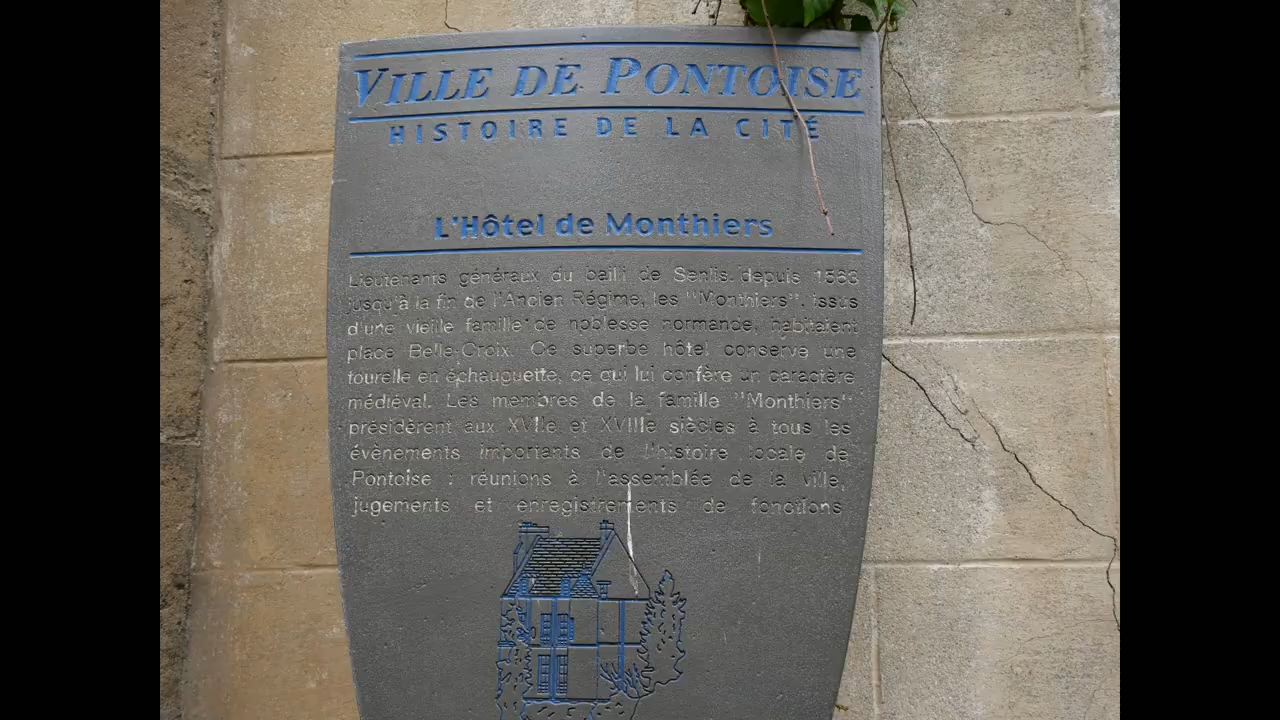 VILLE DE PONTOISE
HISTOIRE DE LA CITÉ
L'Hôtel de Monthiers
Lieutenants généraux du bailli de Senlis depuis 1563
jusqu'à la fin de l'Ancien Régime, les "Monthiers", issus
d'une vieille famille de noblesse normande, habitaient
place Belle-Croix. Ce superbe hôtel conserve une
tourelle en échauguette, ce qui lui confère un caractère
médiéval. Les membres de la famille "Monthiers"
présidèrent aux XVIIe et XVIIIe siècles à tous les
évènements importants de l'histoire locale de
Pontoise : réunions à l'assemblée de la ville,
jugements et enregistrements de fonctions